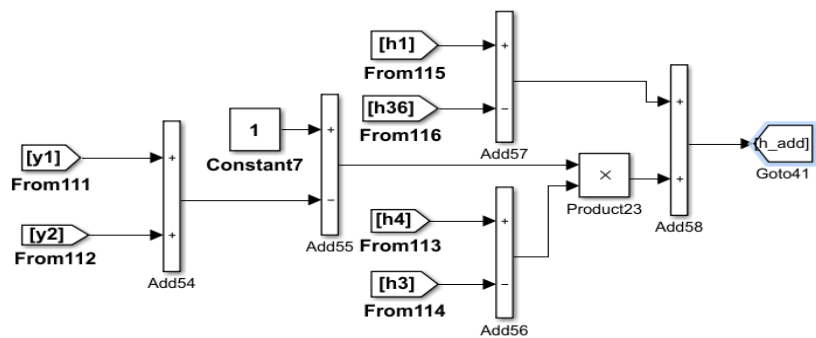 [h1]
+
From115
[h36]
−
From116
Add57
1
Constant7
+
−
Add55
[y1]
+
From111
[y2]
+
From112
Add54
[h4]
+
From113
[h3]
−
From114
Add56
×
Product23
+
+
Add58
[h_add]
Goto41